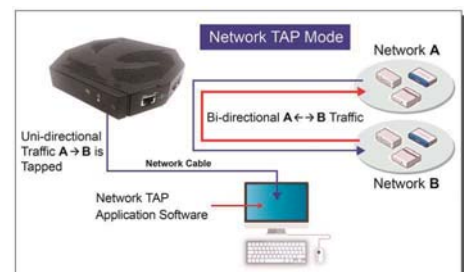 Network TAP Mode
Network A
Bi-directional A ←→ B Traffic
Network B
Uni-directional
Traffic A → B is
Tapped
Network Cable
Network TAP
Application Software